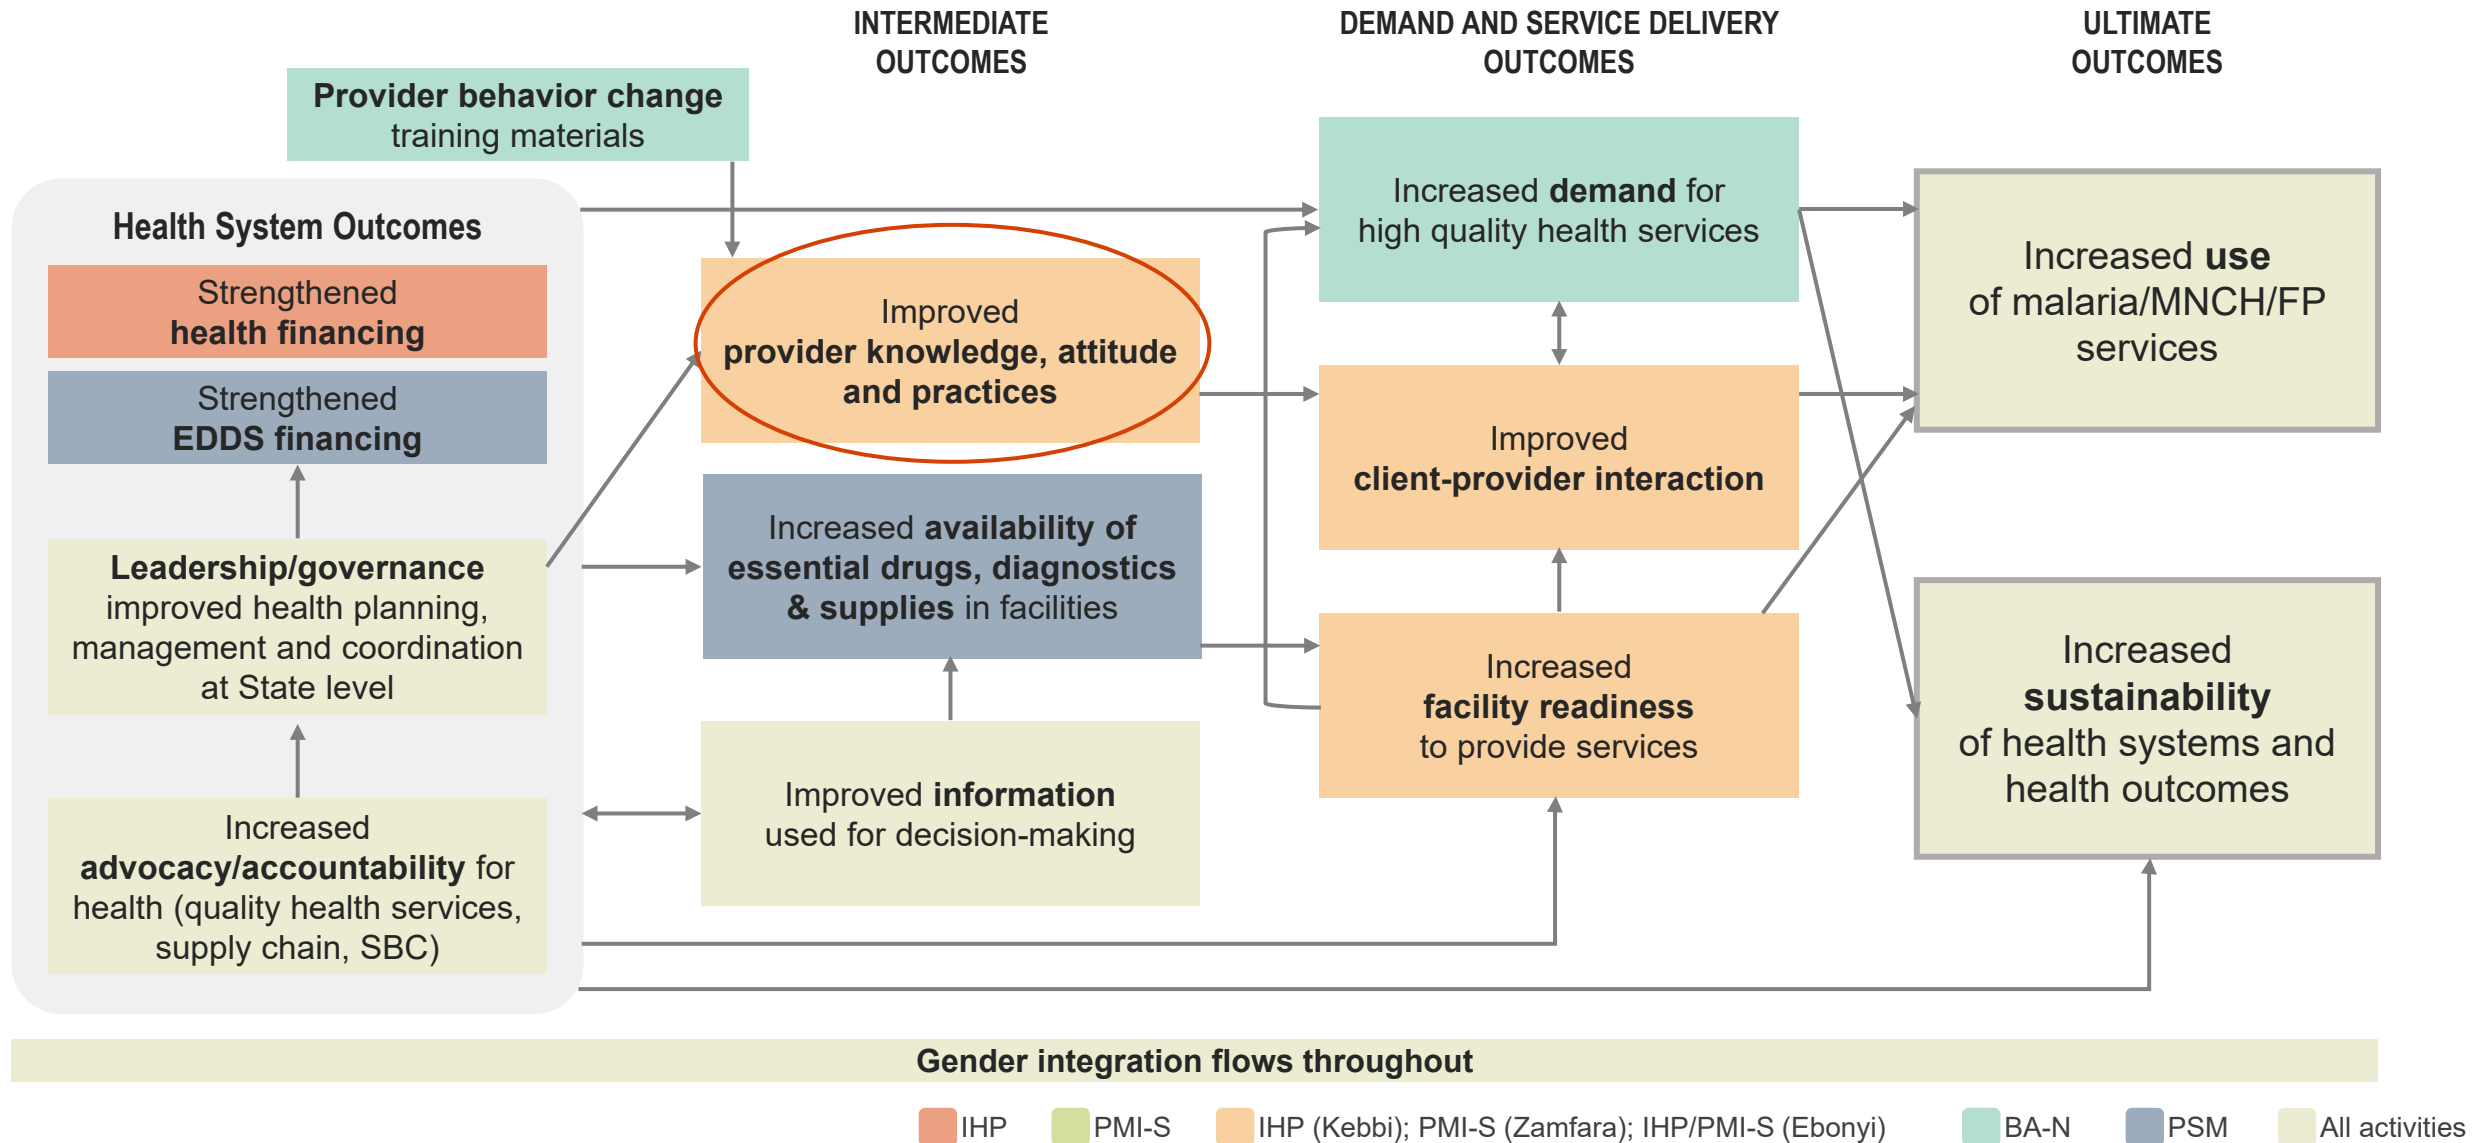 INTERMEDIATE
OUTCOMES
DEMAND AND SERVICE DELIVERY
OUTCOMES
ULTIMATE
OUTCOMES
Provider behavior change
training materials
Health System Outcomes
Strengthened
health financing
Strengthened
EDDS financing
Leadership/governance
improved health planning,
management and coordination
at State level
Increased
advocacy/accountability for
health (quality health services,
supply chain, SBC)
Improved
provider knowledge, attitude
and practices
Increased availability of
essential drugs, diagnostics
& supplies in facilities
Improved information
used for decision-making
Increased demand for
high quality health services
Improved
client-provider interaction
Increased
facility readiness
to provide services
Increased use
of malaria/MNCH/FP
services
Increased
sustainability
of health systems and
health outcomes
Gender integration flows throughout
IHP
PMI-S
IHP (Kebbi); PMI-S (Zamfara); IHP/PMI-S (Ebonyi)
BA-N
PSM
All activities